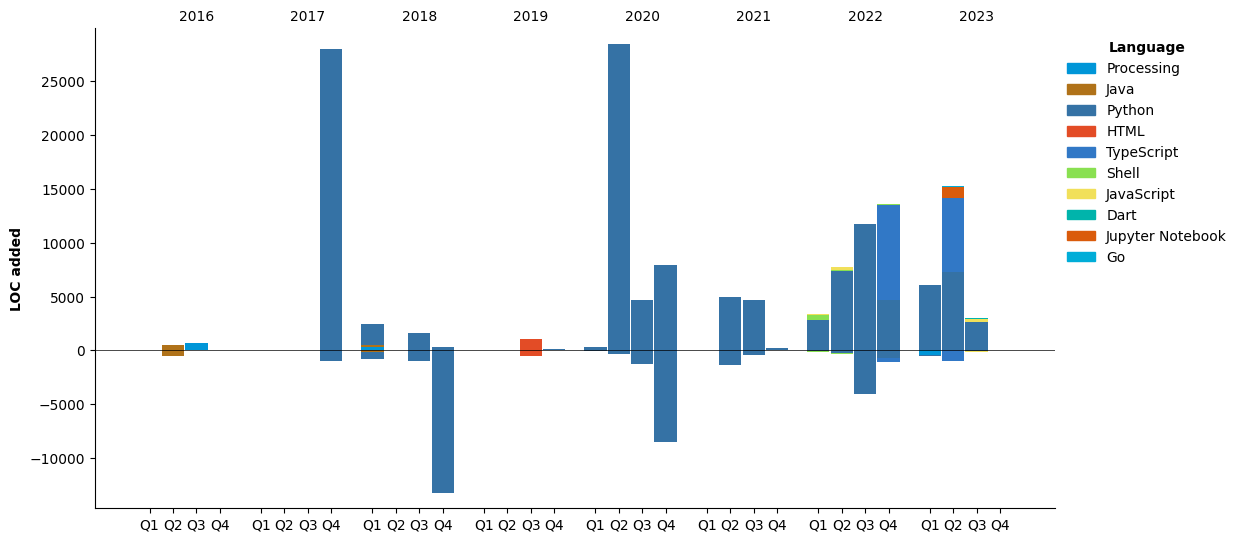 2016 2017 2018 2019 2020 2021 2022 2023
LOC added
25000
20000
15000
10000
5000
0
−5000
−10000
Q1 Q2 Q3 Q4 Q1 Q2 Q3 Q4 Q1 Q2 Q3 Q4 Q1 Q2 Q3 Q4 Q1 Q2 Q3 Q4 Q1 Q2 Q3 Q4 Q1 Q2 Q3 Q4 Q1 Q2 Q3 Q4
Language
Processing
Java
Python
HTML
TypeScript
Shell
JavaScript
Dart
Jupyter Notebook
Go